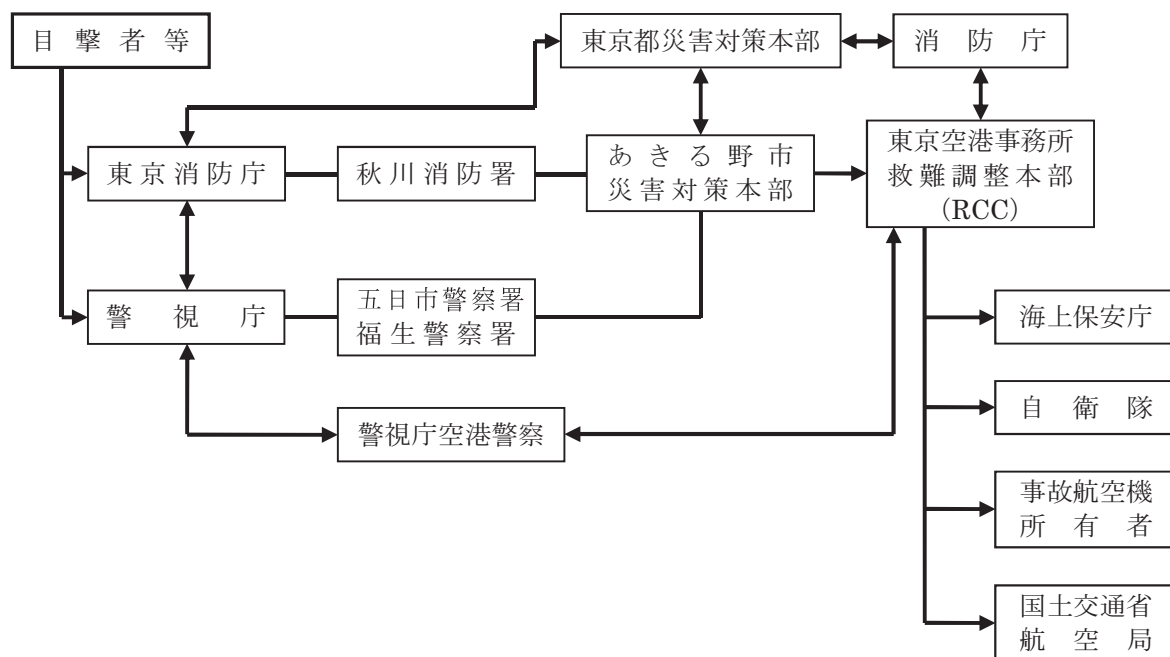 目撃者等
東京都災害対策本部
消防庁
東京消防庁
秋川消防署
あきる野市
災害対策本部
東京空港事務所
救難調整本部
(RCC)
警視庁
五日市警察署
福生警察署
海上保安庁
自衛隊
警視庁空港警察
事故航空機
所有者
国土交通省
航空局